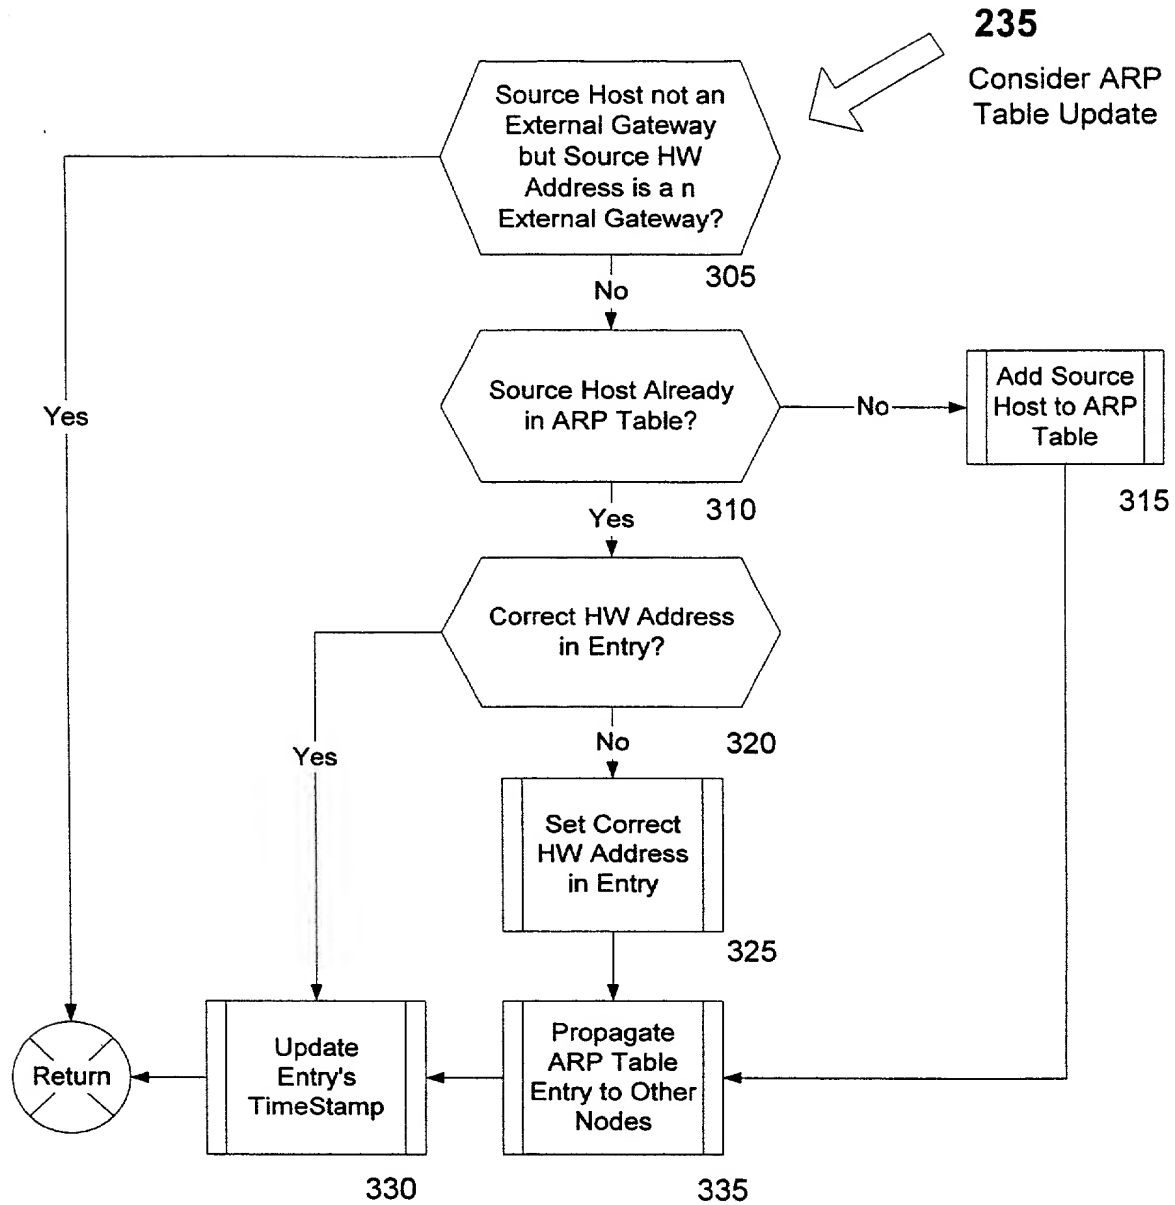 235
Consider ARP
Table Update
Source Host not an
External Gateway
but Source HW
Address is a n
External Gateway?
305
No
Yes
Source Host Already
in ARP Table?
310
No
Add Source
Host to ARP
Table
315
Yes
Correct HW Address
in Entry?
320
Yes
No
Set Correct
HW Address
in Entry
325
Return
Update
Entry's
TimeStamp
330
Propagate
ARP Table
Entry to Other
Nodes
335